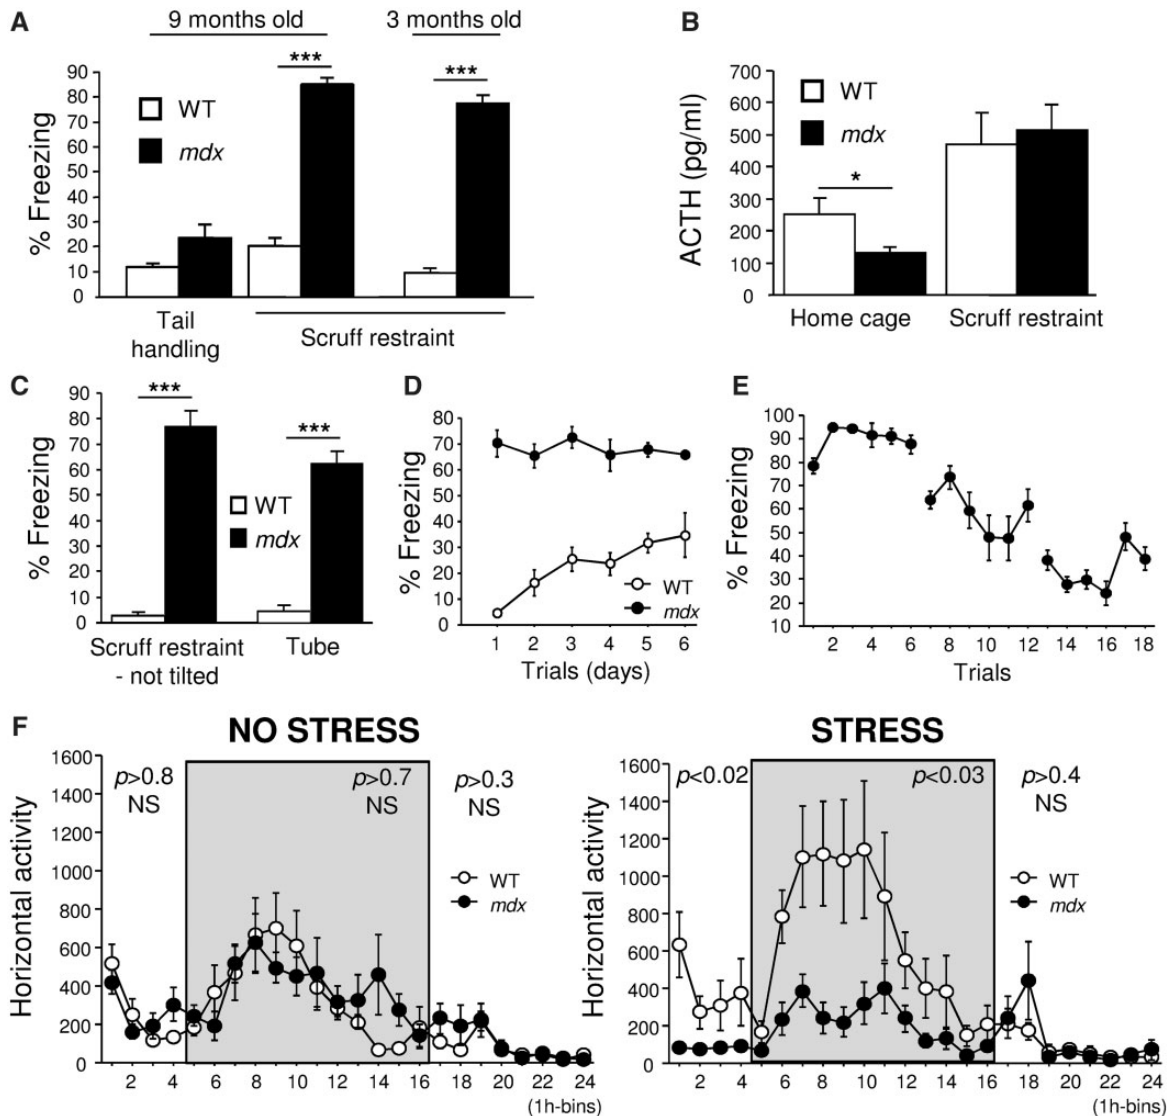 A
9 months old
3 months old
***
***
% Freezing
90
80
70
60
50
40
30
20
10
0
WT
mdx
Tail
handling
Scruff restraint
B
ACTH (pg/ml)
700
600
500
400
300
200
100
0
WT
mdx
*
Home cage
Scruff restraint
C
% Freezing
90
80
70
60
50
40
30
20
10
0
***
***
WT
mdx
Scruff restraint
- not tilted
Tube
D
% Freezing
80
70
60
50
40
30
20
10
0
WT
mdx
1 2 3 4 5 6
Trials (days)
E
% Freezing
100
90
80
70
60
50
40
30
20
10
2 4 6 8 10 12 14 16 18
Trials
F
NO STRESS
Horizontal activity
1600
1400
1200
1000
800
600
400
200
0
p>0.8
NS
p>0.7
NS
p>0.3
NS
WT
mdx
2 4 6 8 10 12 14 16 18 20 22 24
(1h-bins)
STRESS
Horizontal activity
1600
1400
1200
1000
800
600
400
200
0
p<0.02
p<0.03
p>0.4
NS
WT
mdx
2 4 6 8 10 12 14 16 18 20 22 24
(1h-bins)